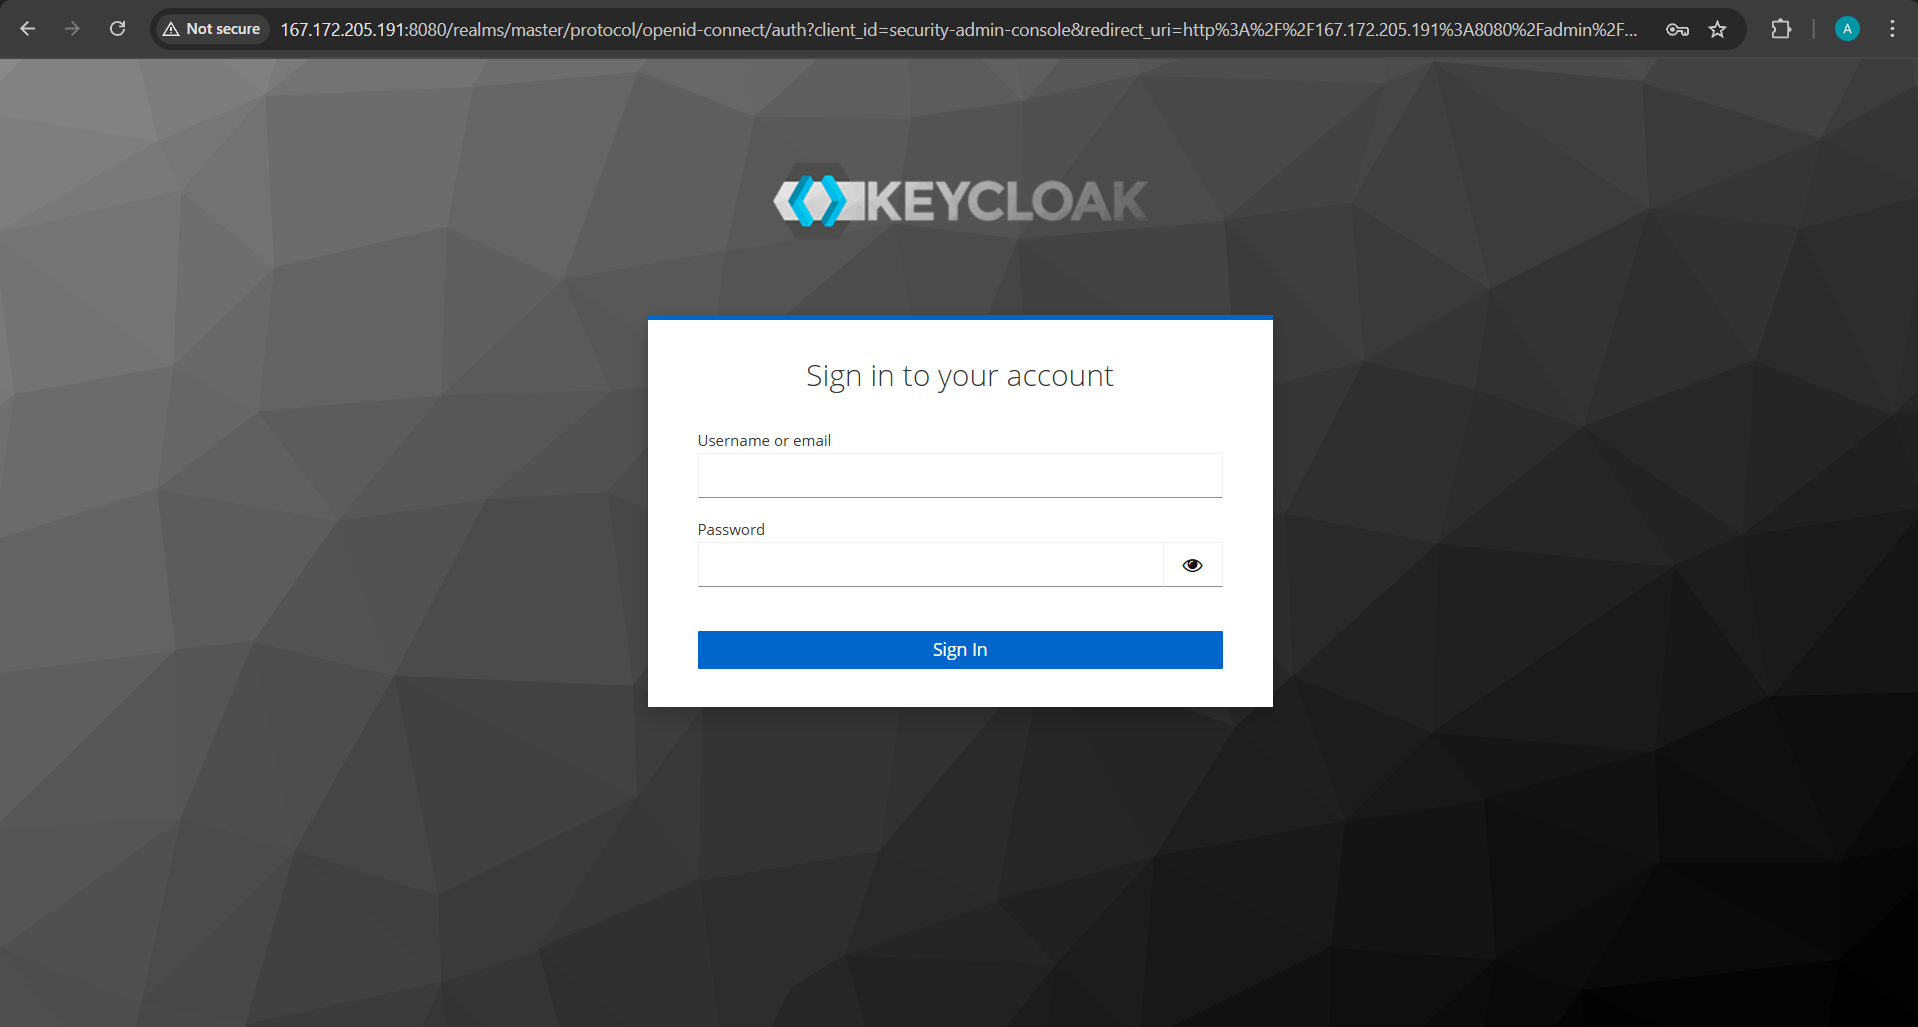 Not secure 167.172.205.191:8080/realms/master/protocol/openid-connect/auth?client_id=security-admin-console&redirect_uri=http%3A%2F%2F167.172.205.191%3A8080%2Fadmin%2F...
A
KEYCLOAK
Sign in to your account
Username or email
Password
Sign In